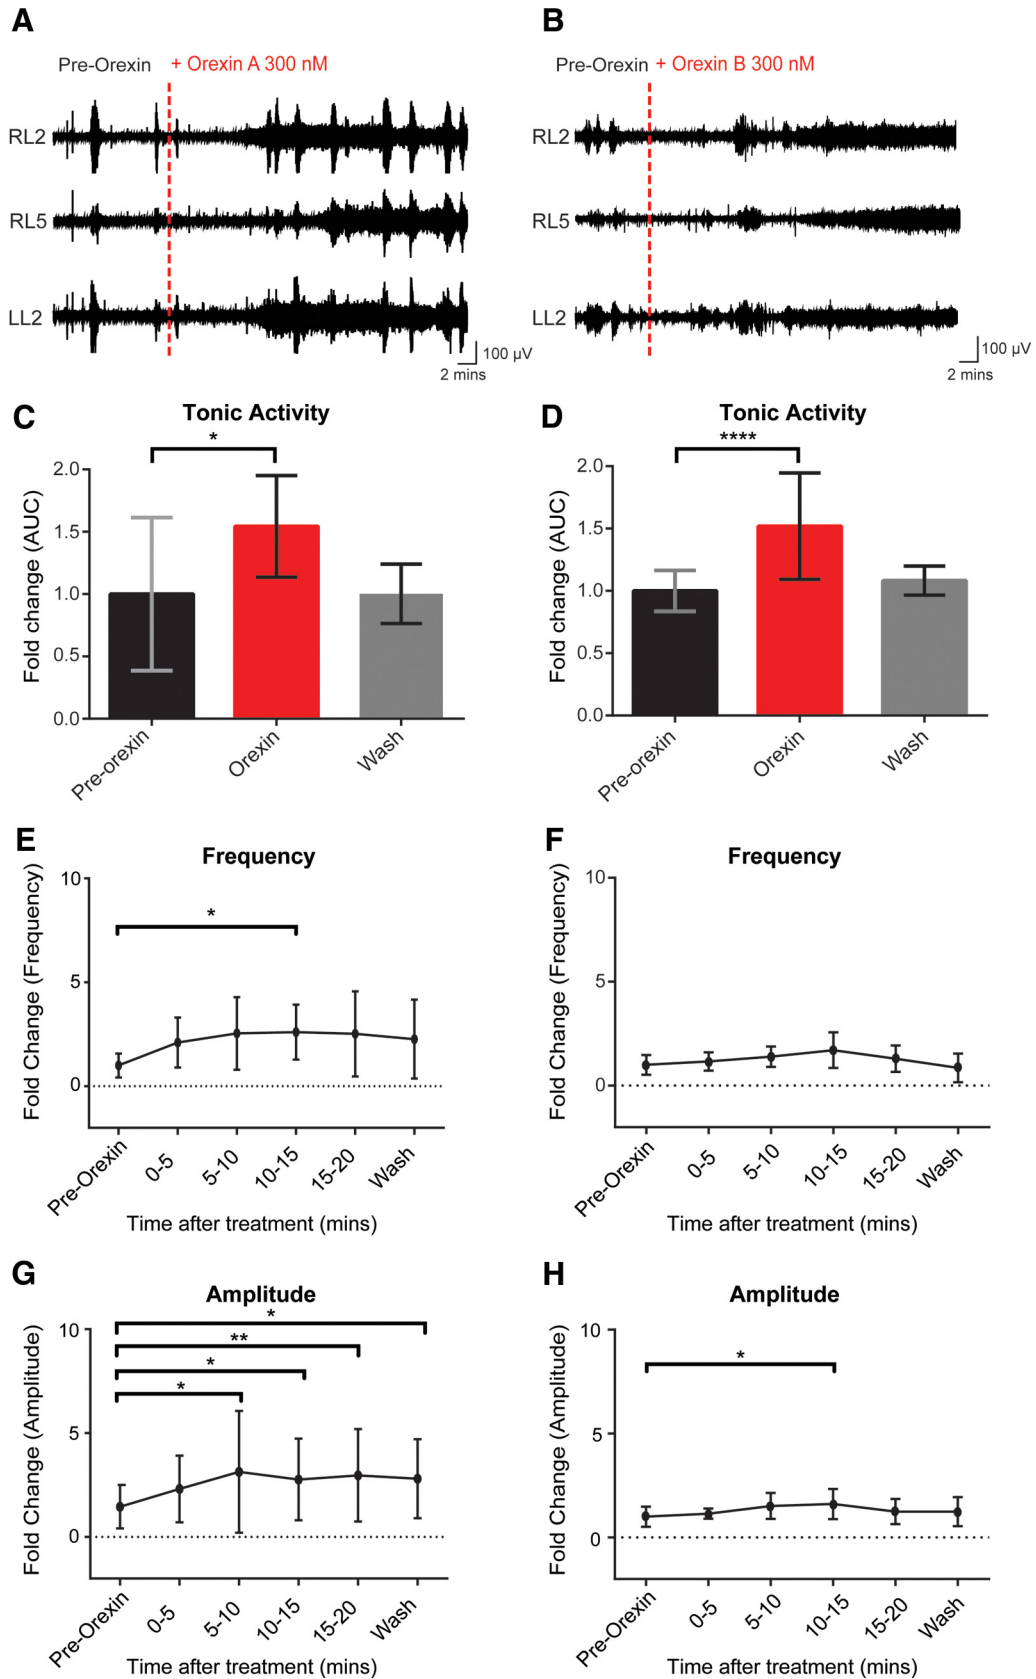 A
Pre-Orexin + Orexin A 300 nM
RL2
RL5
LL2
100 µV
2 mins
B
Pre-Orexin + Orexin B 300 nM
RL2
RL5
LL2
100 µV
2 mins
C
Tonic Activity
*
Fold change (AUC)
2.0
1.5
1.0
0.5
0.0
Pre-orexin
Orexin
Wash
D
Tonic Activity
****
Fold change (AUC)
2.0
1.5
1.0
0.5
0.0
Pre-orexin
Orexin
Wash
E
Frequency
*
Fold Change (Frequency)
10
5
0
Pre-Orexin
0-5
5-10
10-15
15-20
Wash
Time after treatment (mins)
F
Frequency
Fold Change (Frequency)
10
5
0
Pre-Orexin
0-5
5-10
10-15
15-20
Wash
Time after treatment (mins)
G
Amplitude
*
**
*
*
Fold Change (Amplitude)
10
5
0
Pre-Orexin
0-5
5-10
10-15
15-20
Wash
Time after treatment (mins)
H
Amplitude
*
Fold Change (Amplitude)
10
5
0
Pre-Orexin
0-5
5-10
10-15
15-20
Wash
Time after treatment (mins)